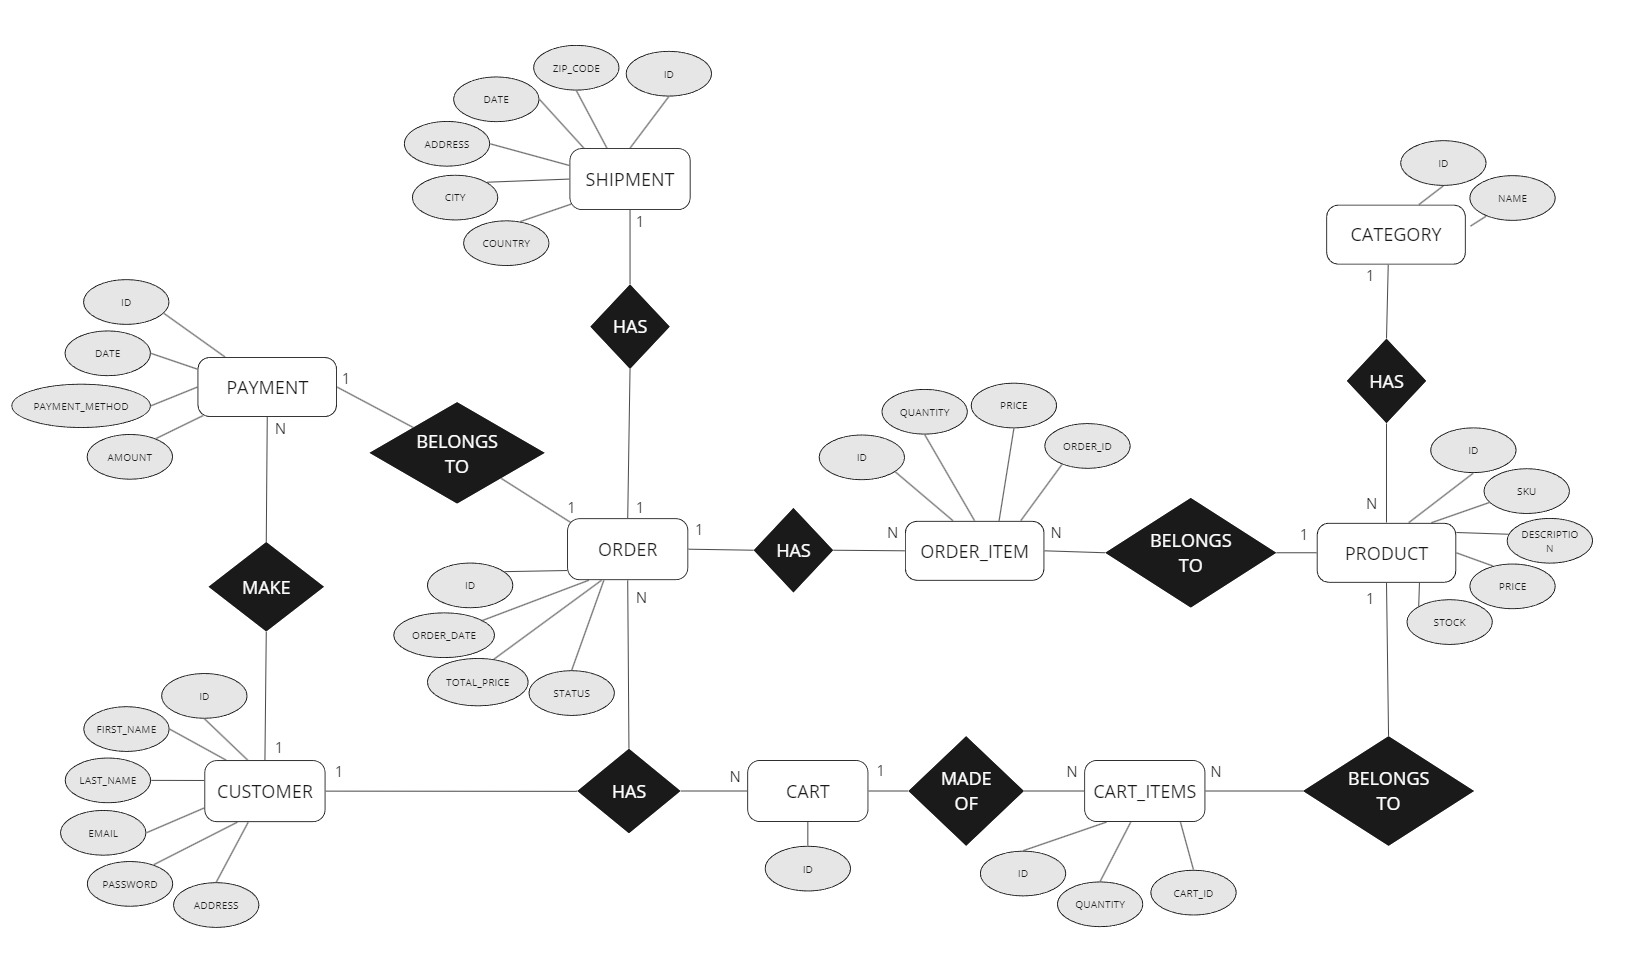 ZIP_CODE
ID
DATE
ADDRESS
CITY
COUNTRY
SHIPMENT
1
HAS
ID
NAME
CATEGORY
1
HAS
N
ID
DATE
PAYMENT_METHOD
AMOUNT
PAYMENT
1
N
BELONGS
TO
1
1
ORDER
1
N
ID
ORDER_DATE
TOTAL_PRICE
STATUS
HAS
N
ID
QUANTITY
PRICE
ORDER_ID
ORDER_ITEM
N
BELONGS
TO
1
PRODUCT
1
ID
SKU
DESCRIPTIO
N
PRICE
STOCK
MAKE
1
ID
FIRST_NAME
LAST_NAME
EMAIL
PASSWORD
ADDRESS
CUSTOMER
1
HAS
N
CART
1
ID
MADE
OF
N
CART_ITEMS
N
ID
QUANTITY
CART_ID
BELONGS
TO